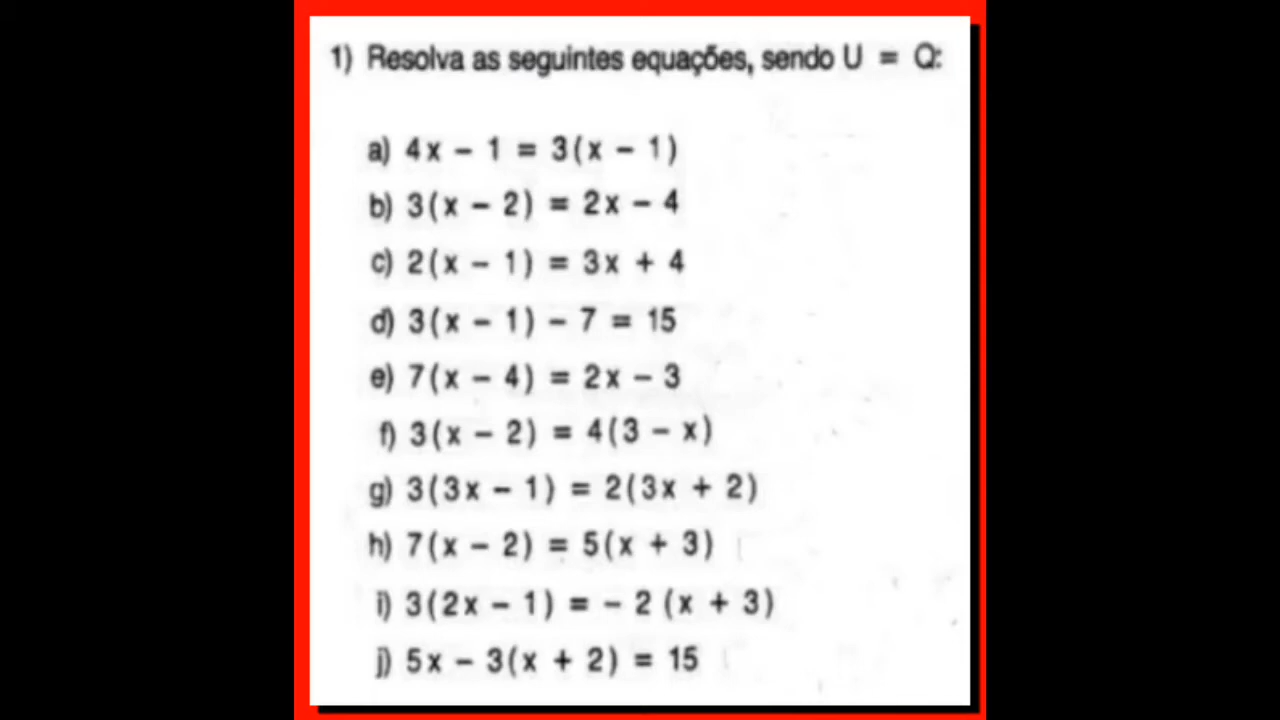 1) Resolva as seguintes equações, sendo U = Q:
a) 4x − 1 = 3(x − 1)
b) 3(x − 2) = 2x − 4
c) 2(x − 1) = 3x + 4
d) 3(x − 1) − 7 = 15
e) 7(x − 4) = 2x − 3
f) 3(x − 2) = 4(3 − x)
g) 3(3x − 1) = 2(3x + 2)
h) 7(x − 2) = 5(x + 3)
i) 3(2x − 1) = − 2 (x + 3)
j) 5x − 3(x + 2) = 15